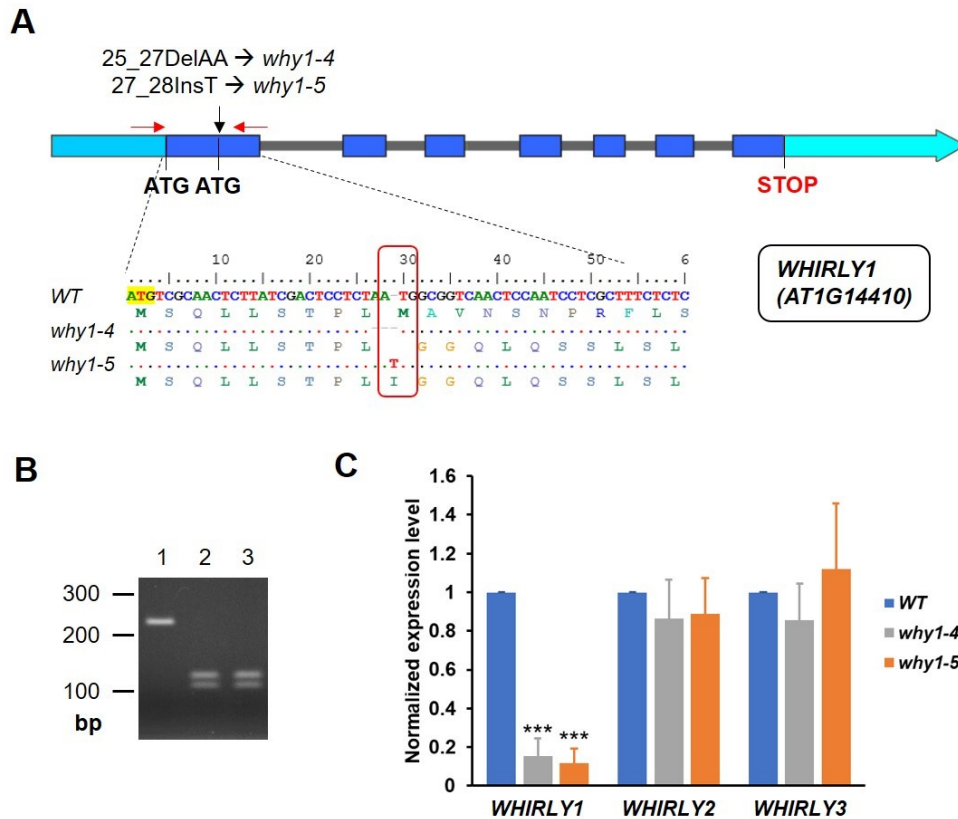 A
25_27DelAA → why1-4
27_28InsT → why1-5
ATG ATG STOP
10 20 30 40 50 6
WT ATGTCGCAACTCTTATCGACTCCTCTAA-TGGCGGTCAACTCCAATCCTCGCTTTCTCTC
M S Q L L S T P L M A V N S N P R F L S
why1-4
M S Q L L S T P L G G Q L Q S S L S L
why1-5 T
M S Q L L S T P L I G G Q L Q S S L S L
WHIRLY1
(AT1G14410)
B
1 2 3
300
200
100
bp
C
Normalized expression level
1.6
1.4
1.2
1
0.8
0.6
0.4
0.2
0
*** ***
WHIRLY1 WHIRLY2 WHIRLY3
WT
why1-4
why1-5